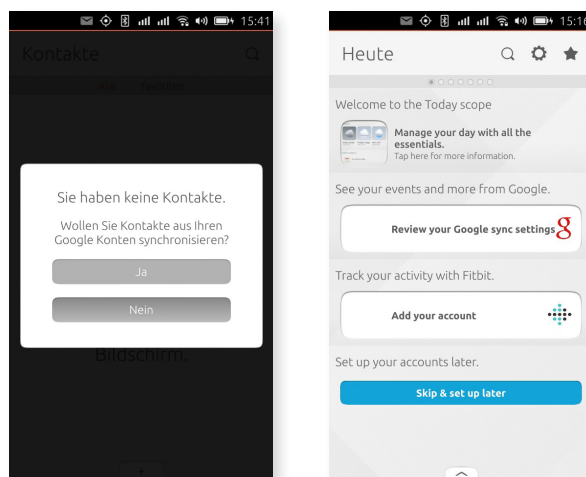 15:41
Kontakte
Alle Favoriten
Sie haben keine Kontakte.
Wollen Sie Kontakte aus Ihren
Google Konten synchronisieren?
Ja
Nein
Bildschirm.
15:16
Heute
Welcome to the Today scope
Manage your day with all the
essentials.
Tap here for more information.
See your events and more from Google.
Review your Google sync settings
g
Track your activity with Fitbit.
Add your account
Set up your accounts later.
Skip & set up later